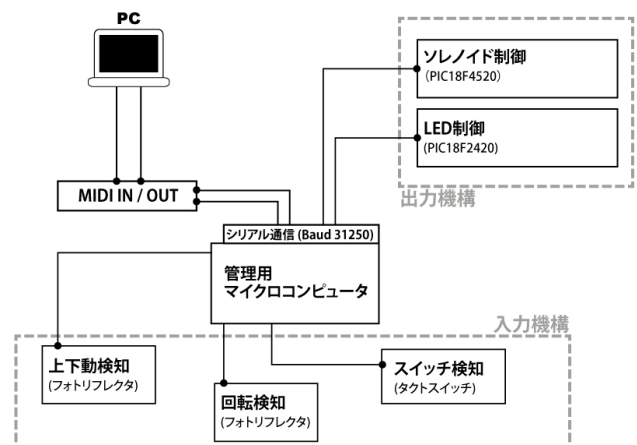 PC
ソレノイド制御
(PIC18F4520)
LED制御
(PIC18F2420)
出力機構
MIDI IN / OUT
シリアル通信 (Baud 31250)
管理用
マイクロコンピュータ
入力機構
上下動検知
(フォトリフレクタ)
回転検知
(フォトリフレクタ)
スイッチ検知
(タクトスイッチ)